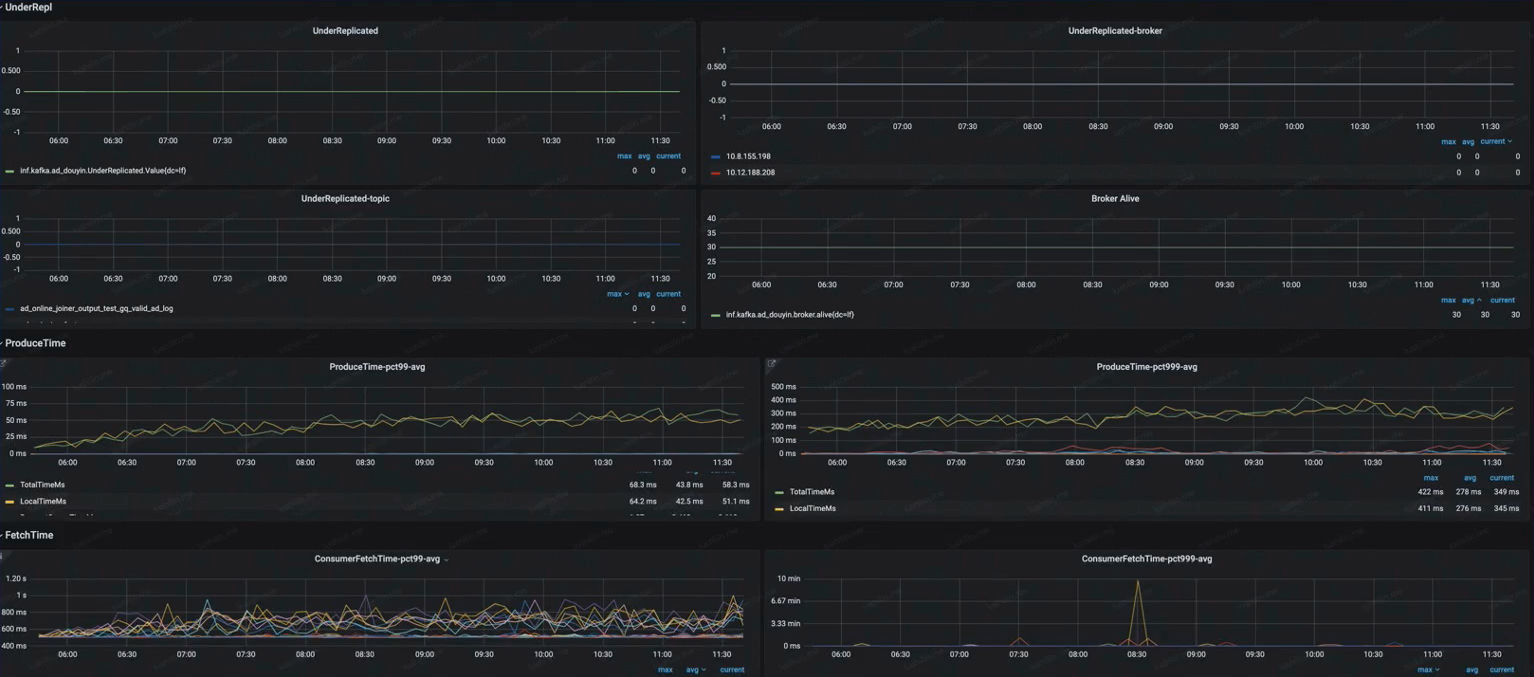 UnderRepl
UnderReplicated
1
0.500
0
-0.50
-1
06:00 06:30 07:00 07:30 08:00 08:30 09:00 09:30 10:00 10:30 11:00 11:30
max avg current
inf.kafka.ad_douyin.UnderReplicated.Value{dc=lf} 0 0 0
UnderReplicated-broker
1
0.500
0
-0.50
-1
06:00 06:30 07:00 07:30 08:00 08:30 09:00 09:30 10:00 10:30 11:00 11:30
max avg current
10.8.155.198 0 0 0
10.12.188.208 0 0 0
UnderReplicated-topic
1
0.500
0
-0.50
-1
06:00 06:30 07:00 07:30 08:00 08:30 09:00 09:30 10:00 10:30 11:00 11:30
max avg current
ad_online_joiner_output_test_gq_valid_ad_log 0 0 0
Broker Alive
40
35
30
25
20
06:00 06:30 07:00 07:30 08:00 08:30 09:00 09:30 10:00 10:30 11:00 11:30
max avg current
inf.kafka.ad_douyin.broker.alive{dc=lf} 30 30 30
ProduceTime
ProduceTime-pct99-avg
100 ms
75 ms
50 ms
25 ms
0 ms
06:00 06:30 07:00 07:30 08:00 08:30 09:00 09:30 10:00 10:30 11:00 11:30
TotalTimeMs 68.3 ms 43.8 ms 58.3 ms
LocalTimeMs 64.2 ms 42.5 ms 51.1 ms
ProduceTime-pct999-avg
500 ms
400 ms
300 ms
200 ms
100 ms
0 ms
06:00 06:30 07:00 07:30 08:00 08:30 09:00 09:30 10:00 10:30 11:00 11:30
max avg current
TotalTimeMs 422 ms 278 ms 349 ms
LocalTimeMs 411 ms 276 ms 345 ms
FetchTime
ConsumerFetchTime-pct99-avg
1.20 s
1 s
800 ms
600 ms
400 ms
06:00 06:30 07:00 07:30 08:00 08:30 09:00 09:30 10:00 10:30 11:00 11:30
max avg current
ConsumerFetchTime-pct999-avg
10 min
6.67 min
3.33 min
0 ms
06:00 06:30 07:00 07:30 08:00 08:30 09:00 09:30 10:00 10:30 11:00 11:30
max avg current